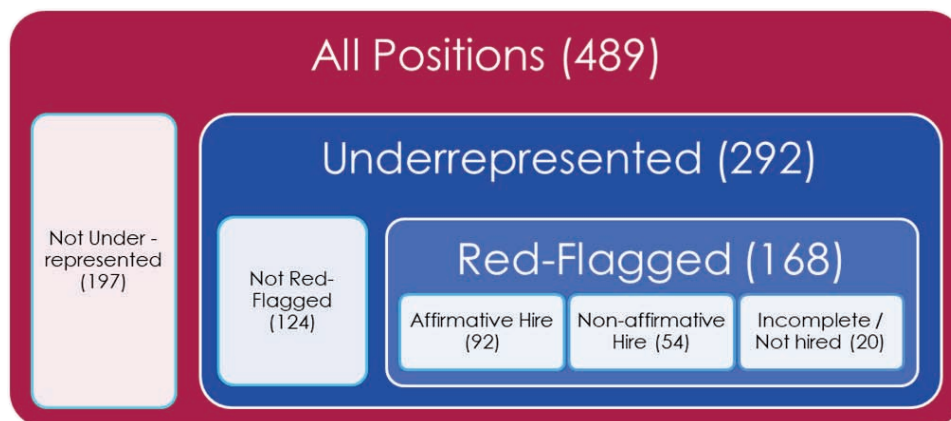 All Positions (489)
Underrepresented (292)
Not Under -
represented
(197)
Not Red-
Flagged
(124)
Red-Flagged (168)
Affirmative Hire
(92)
Non-affirmative
Hire (54)
Incomplete /
Not hired (20)